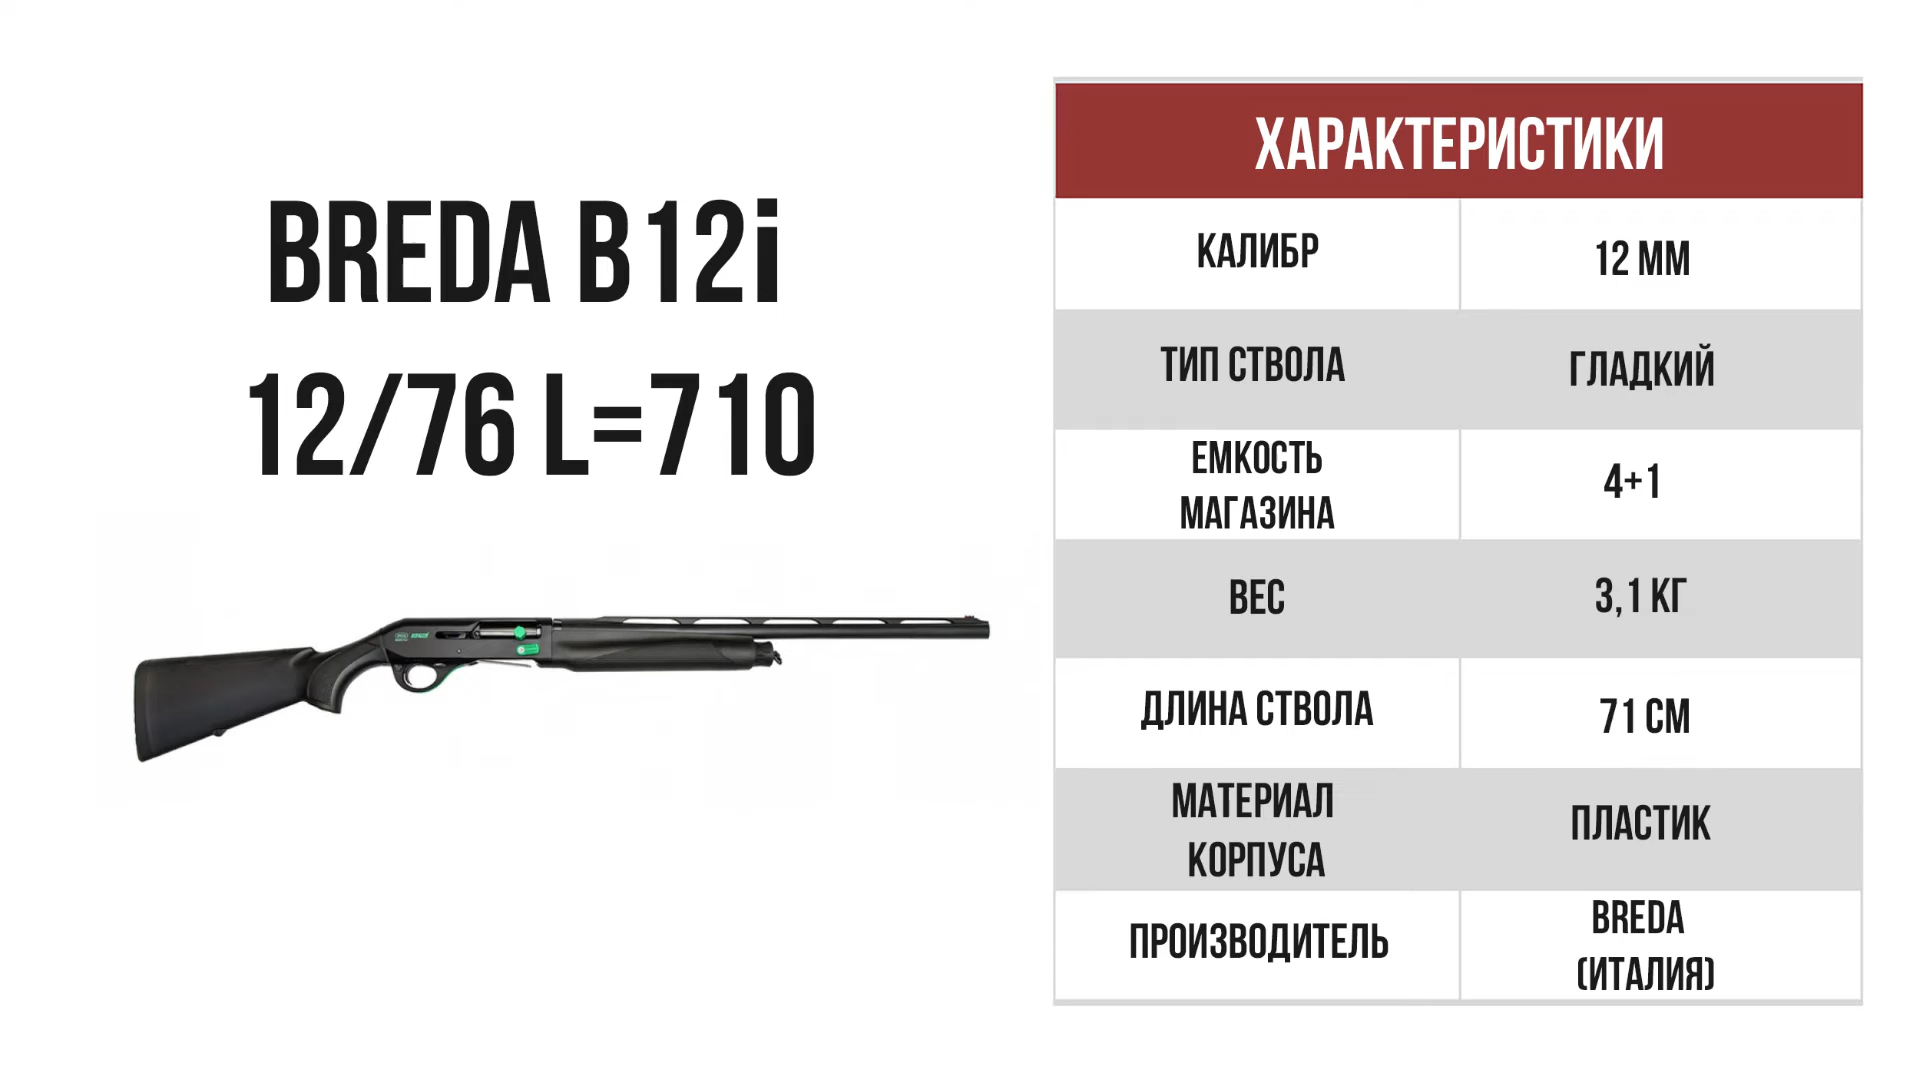 BREDA B12i
12/76 L=710
ХАРАКТЕРИСТИКИ
КАЛИБР
12 ММ
ТИП СТВОЛА
ГЛАДКИЙ
ЕМКОСТЬ
МАГАЗИНА
4+1
ВЕС
3,1 КГ
ДЛИНА СТВОЛА
71 СМ
МАТЕРИАЛ
КОРПУСА
ПЛАСТИК
ПРОИЗВОДИТЕЛЬ
BREDA
(ИТАЛИЯ)